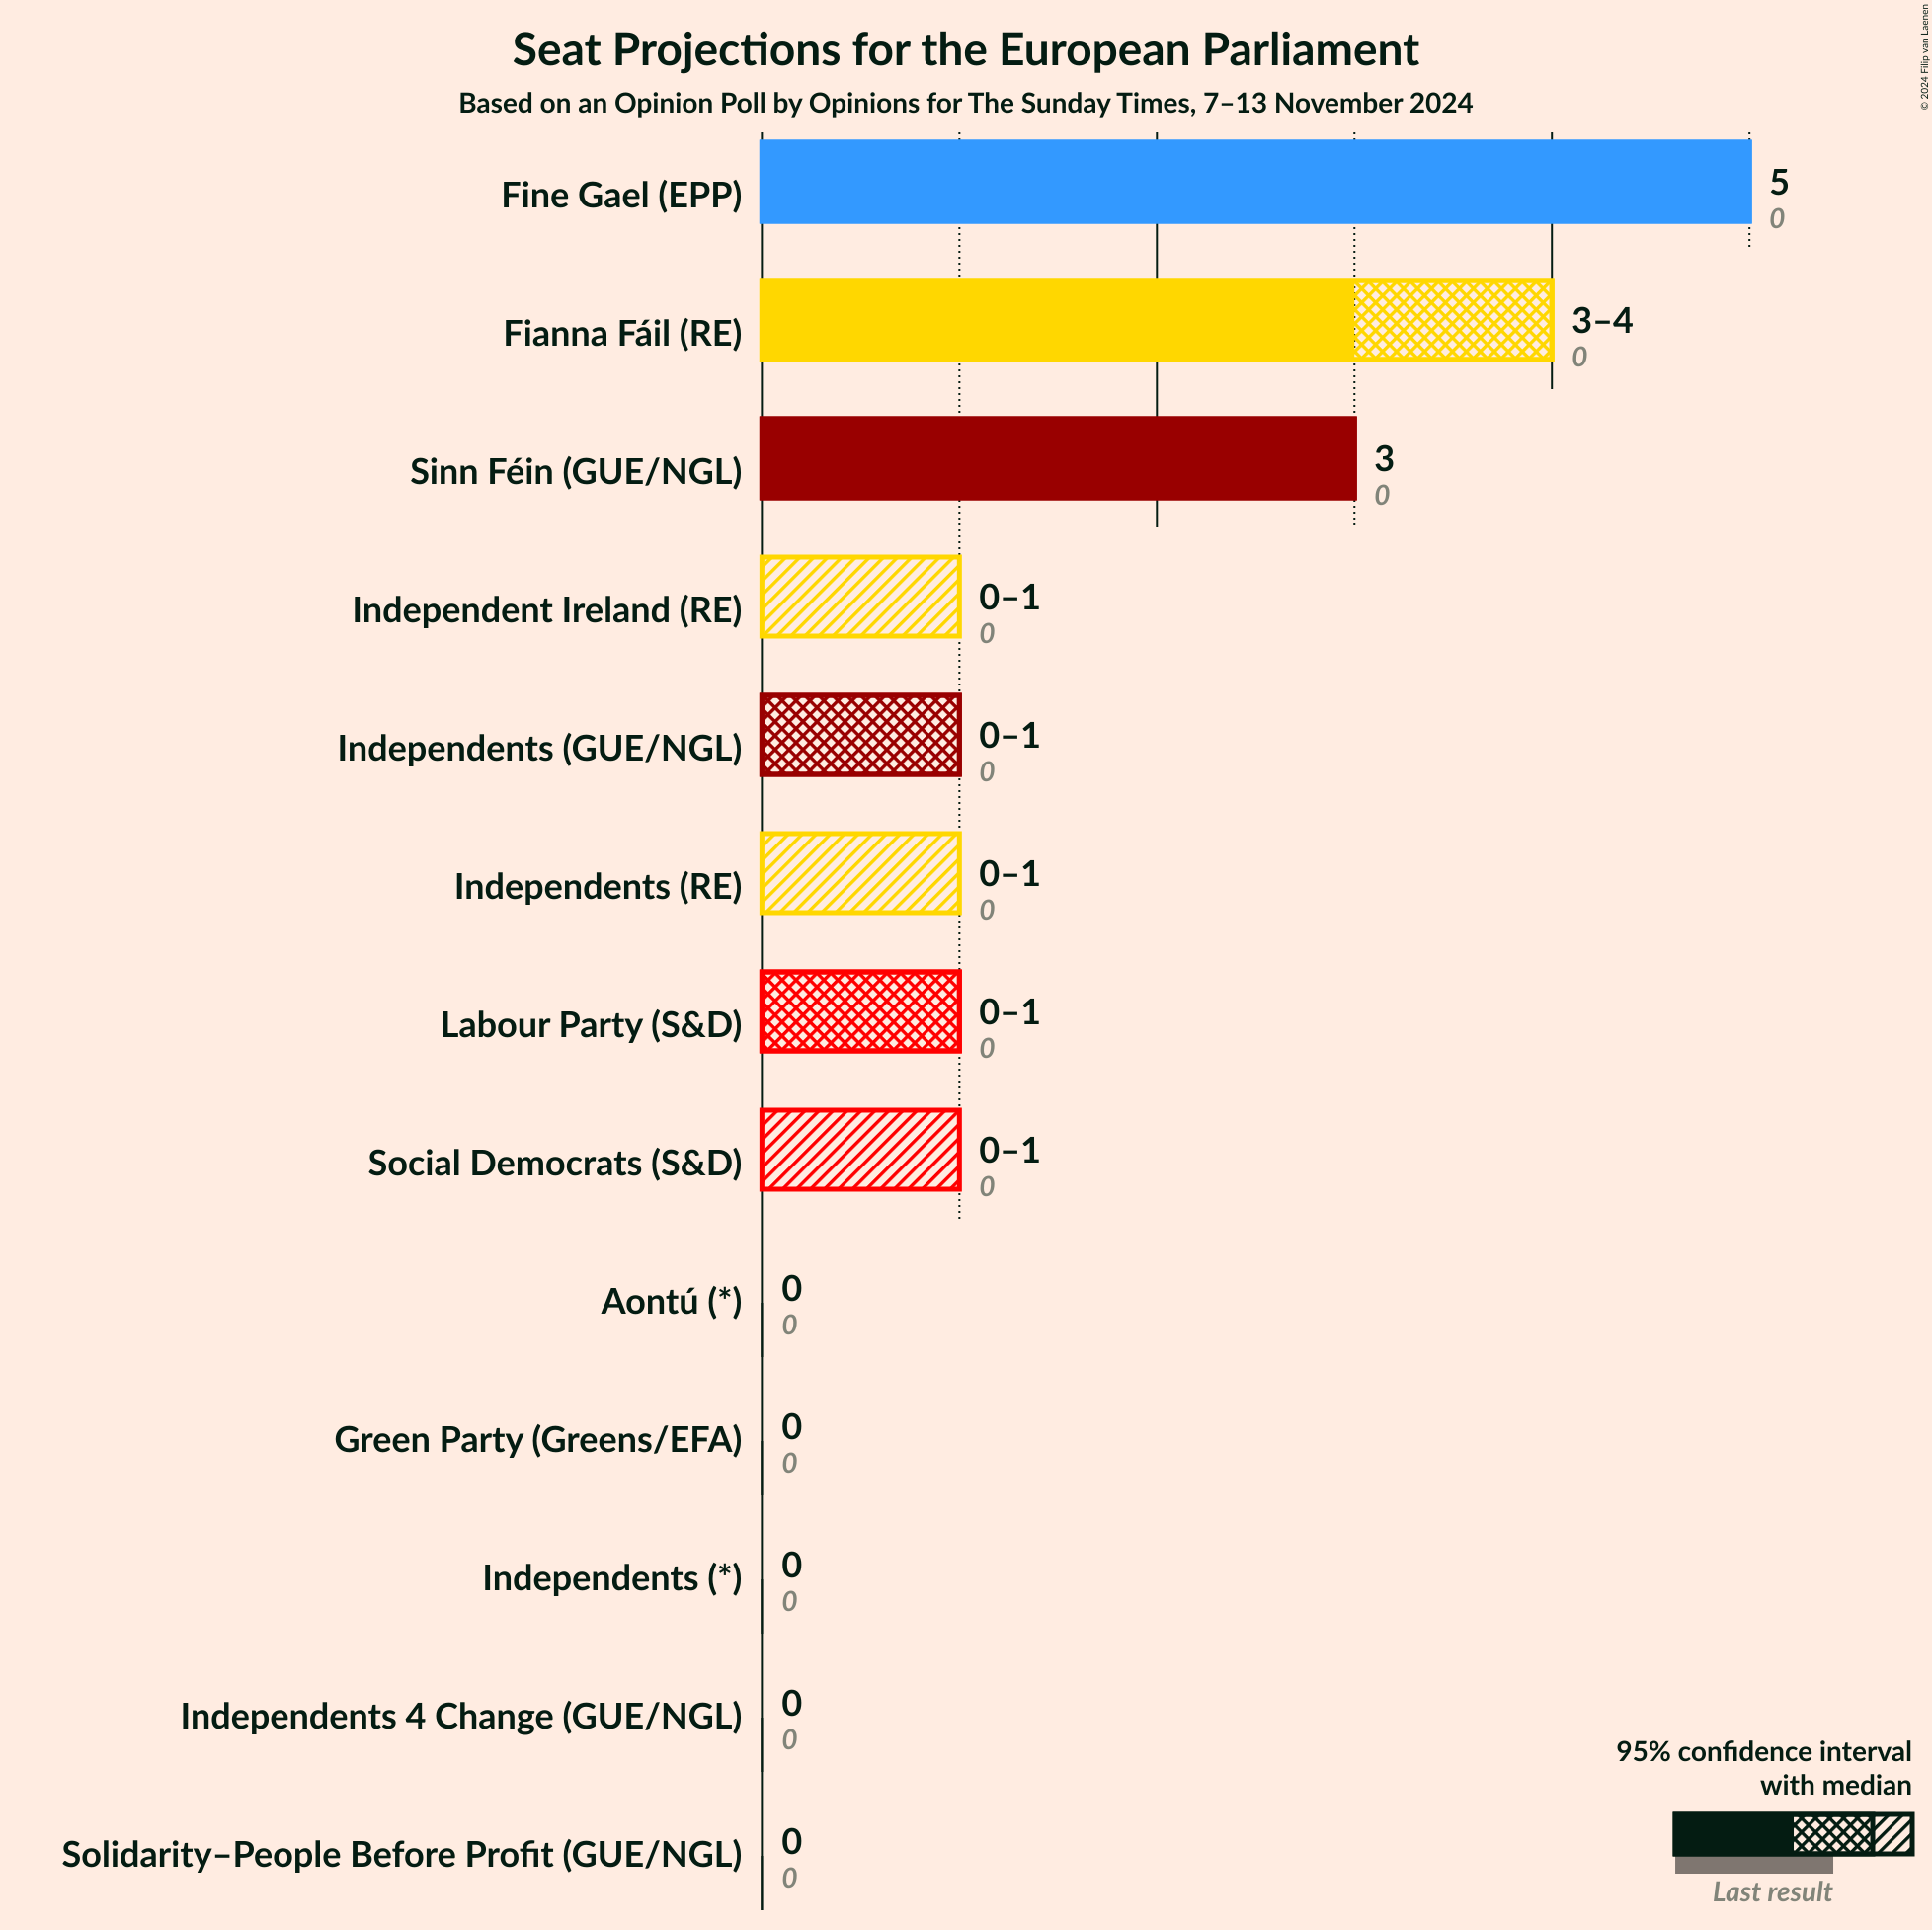 Seat Projections for the European Parliament
Based on an Opinion Poll by Opinions for The Sunday Times, 7–13 November 2024
© 2024 Filip van Laenen
Fine Gael (EPP)
5
0
Fianna Fáil (RE)
3–4
0
Sinn Féin (GUE/NGL)
3
0
Independent Ireland (RE)
0–1
0
Independents (GUE/NGL)
0–1
0
Independents (RE)
0–1
0
Labour Party (S&D)
0–1
0
Social Democrats (S&D)
0–1
0
Aontú (*)
0
0
Green Party (Greens/EFA)
0
0
Independents (*)
0
0
Independents 4 Change (GUE/NGL)
0
0
Solidarity–People Before Profit (GUE/NGL)
0
0
95% confidence interval
with median
Last result